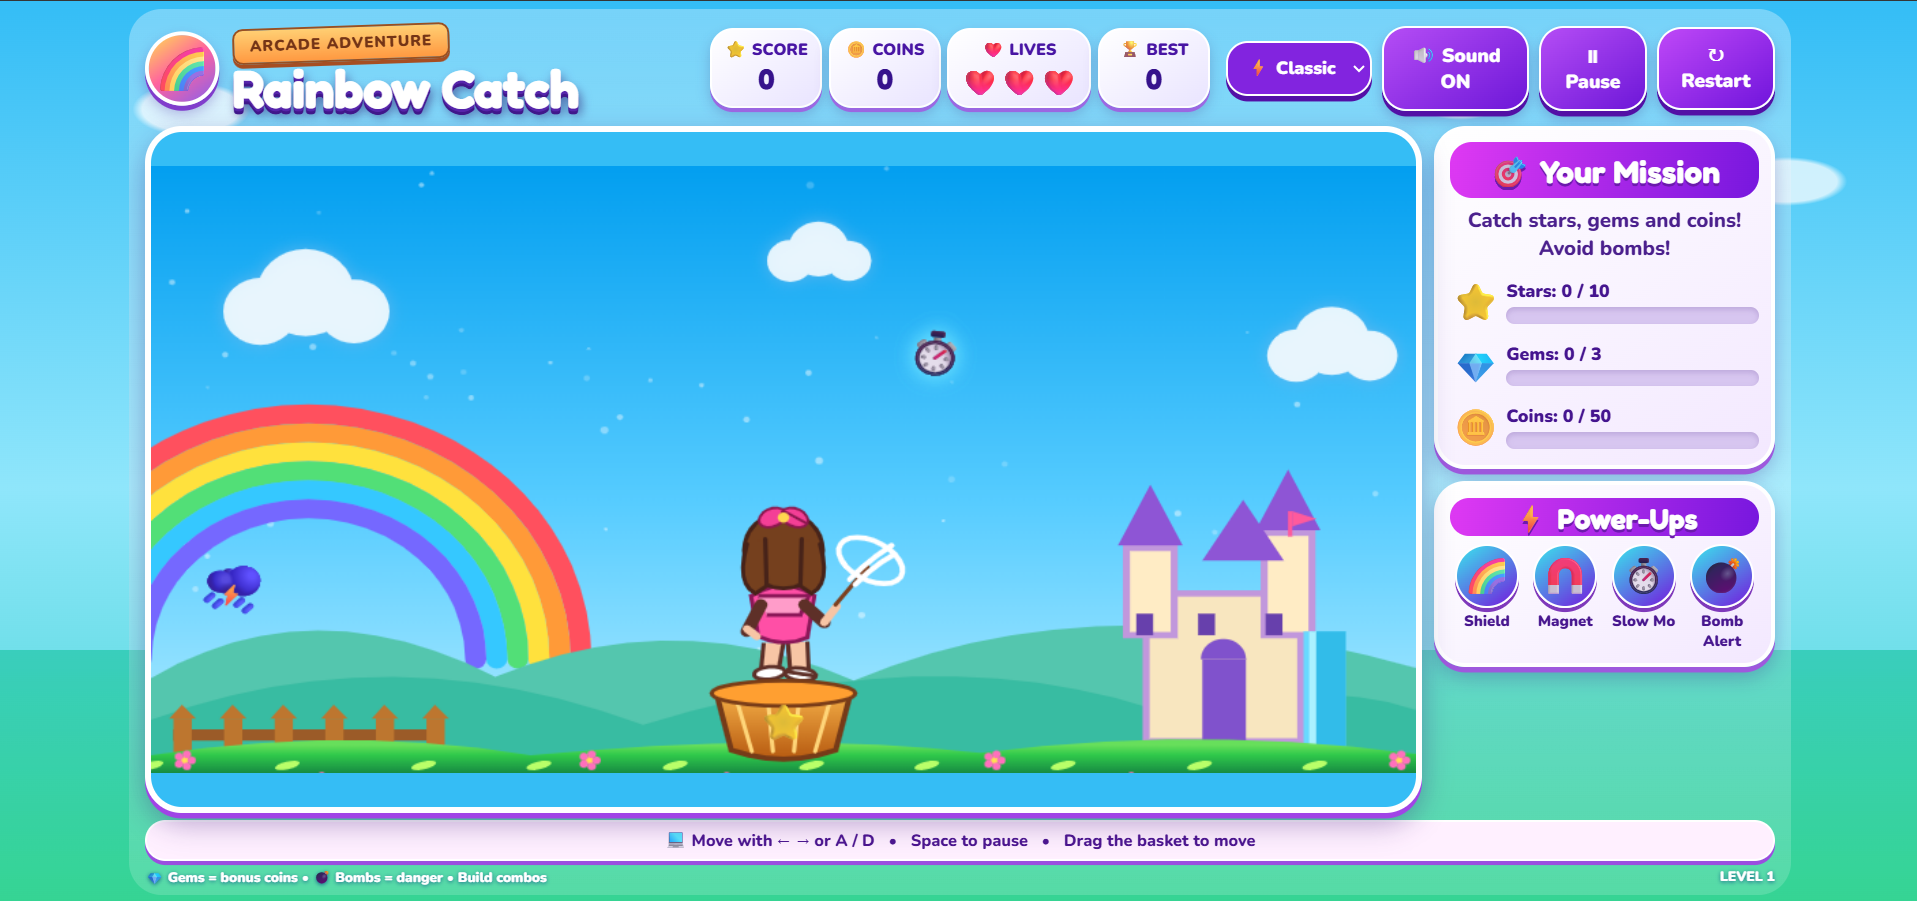 ARCADE ADVENTURE
Rainbow Catch
SCORE
0
COINS
0
LIVES
BEST
0
Classic
Sound
ON
Pause
Restart
Your Mission
Catch stars, gems and coins!
Avoid bombs!
Stars: 0 / 10
Gems: 0 / 3
Coins: 0 / 50
Power-Ups
Shield
Magnet
Slow Mo
Bomb
Alert
Move with ← → or A / D • Space to pause • Drag the basket to move
Gems = bonus coins • Bombs = danger • Build combos
LEVEL 1